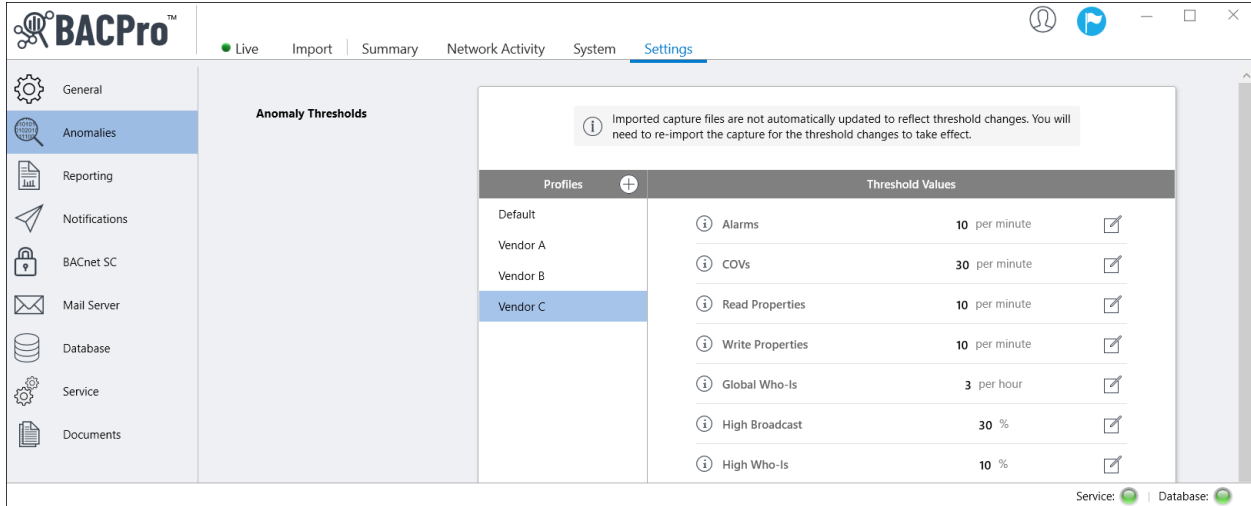 BACPro™
Live Import Summary Network Activity System Settings
General
Anomalies
Reporting
Notifications
BACnet SC
Mail Server
Database
Service
Documents
Anomaly Thresholds
Imported capture files are not automatically updated to reflect threshold changes. You will
need to re-import the capture for the threshold changes to take effect.
Profiles
Threshold Values
Default
Vendor A
Vendor B
Vendor C
Alarms 10 per minute
COVs 30 per minute
Read Properties 10 per minute
Write Properties 10 per minute
Global Who-Is 3 per hour
High Broadcast 30 %
High Who-Is 10 %
Service: Database: